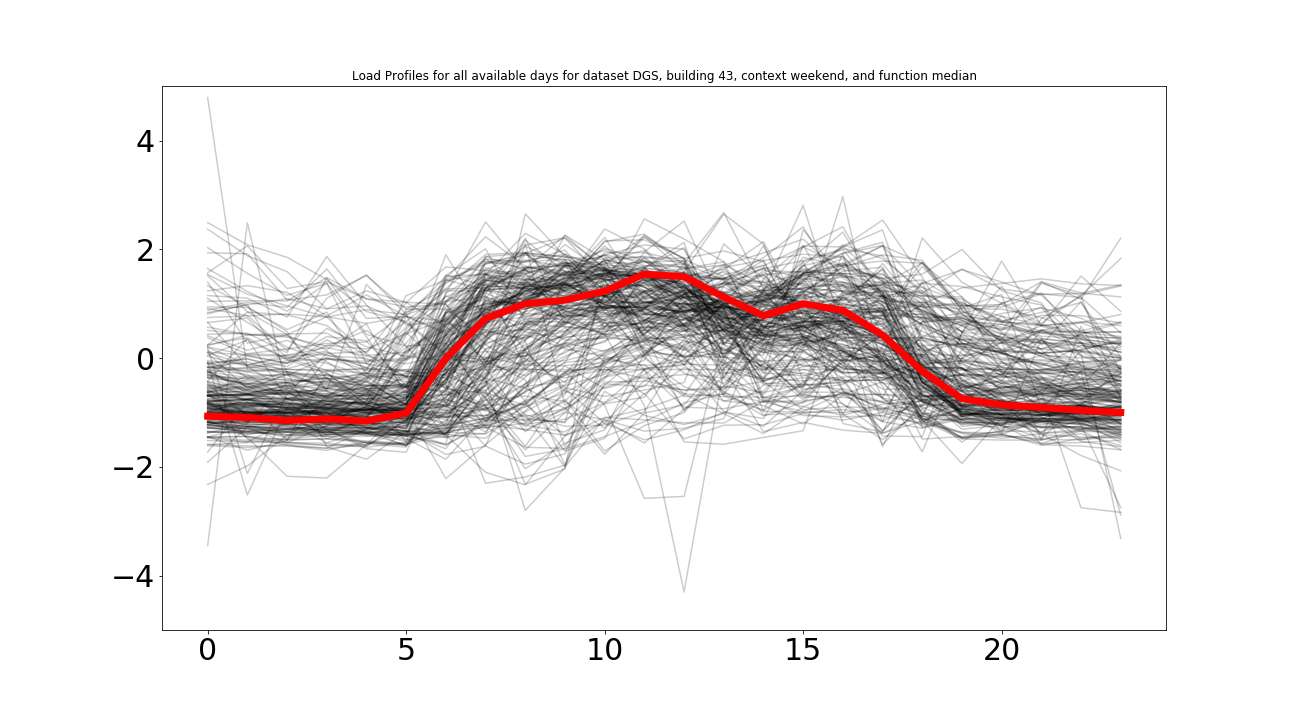 Load Profiles for all available days for dataset DGS, building 43, context weekend, and function median
4
2
0
−2
−4
0 5 10 15 20